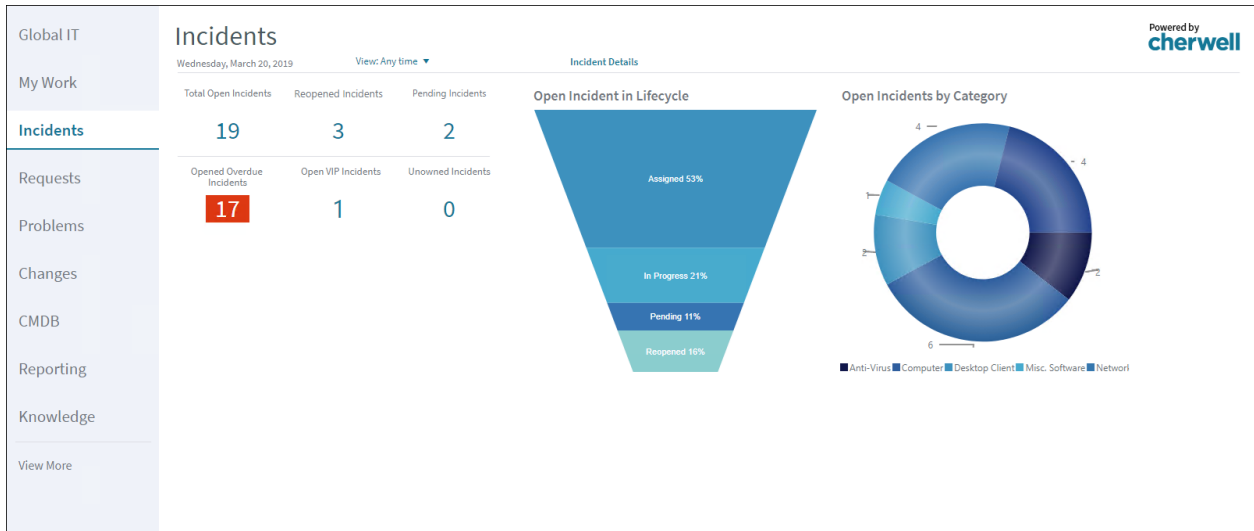 Global IT
My Work
Incidents
Requests
Problems
Changes
CMDB
Reporting
Knowledge
View More
Incidents
Powered by
cherwell
Wednesday, March 20, 2019
View: Any time
Incident Details
Total Open Incidents
Reopened Incidents
Pending Incidents
19
3
2
Opened Overdue
Incidents
Open VIP Incidents
Unowned Incidents
17
1
0
Open Incident in Lifecycle
Assigned 53%
In Progress 21%
Pending 11%
Reopened 16%
Open Incidents by Category
4
4
1
2
2
6
Anti-Virus Computer Desktop Client Misc. Software Network